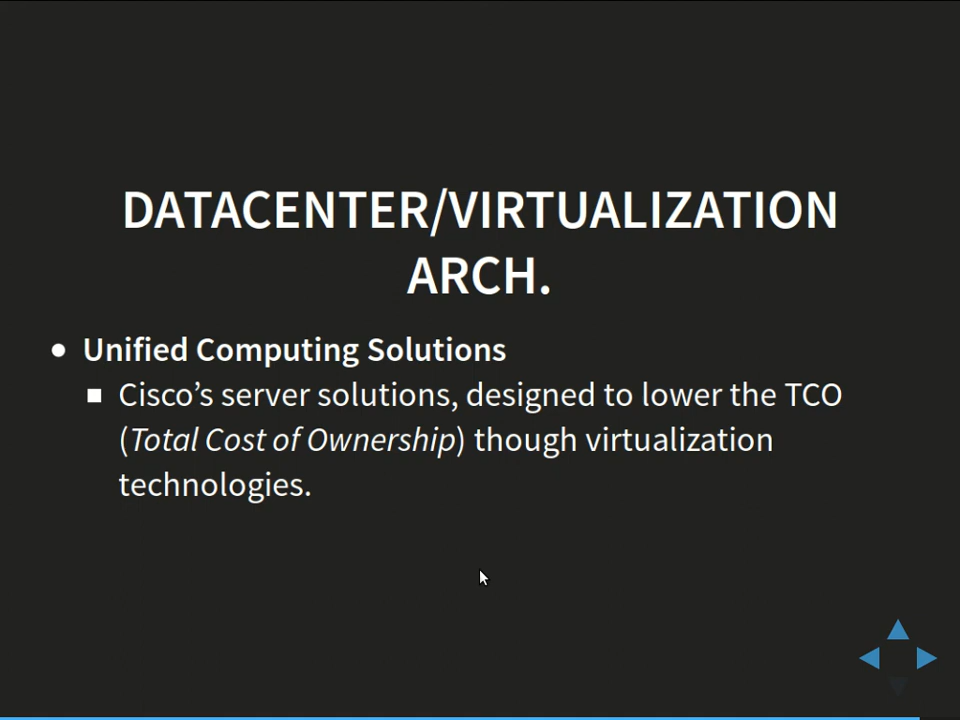 DATACENTER/VIRTUALIZATION
ARCH.
• Unified Computing Solutions
▪ Cisco’s server solutions, designed to lower the TCO
(Total Cost of Ownership) though virtualization
technologies.